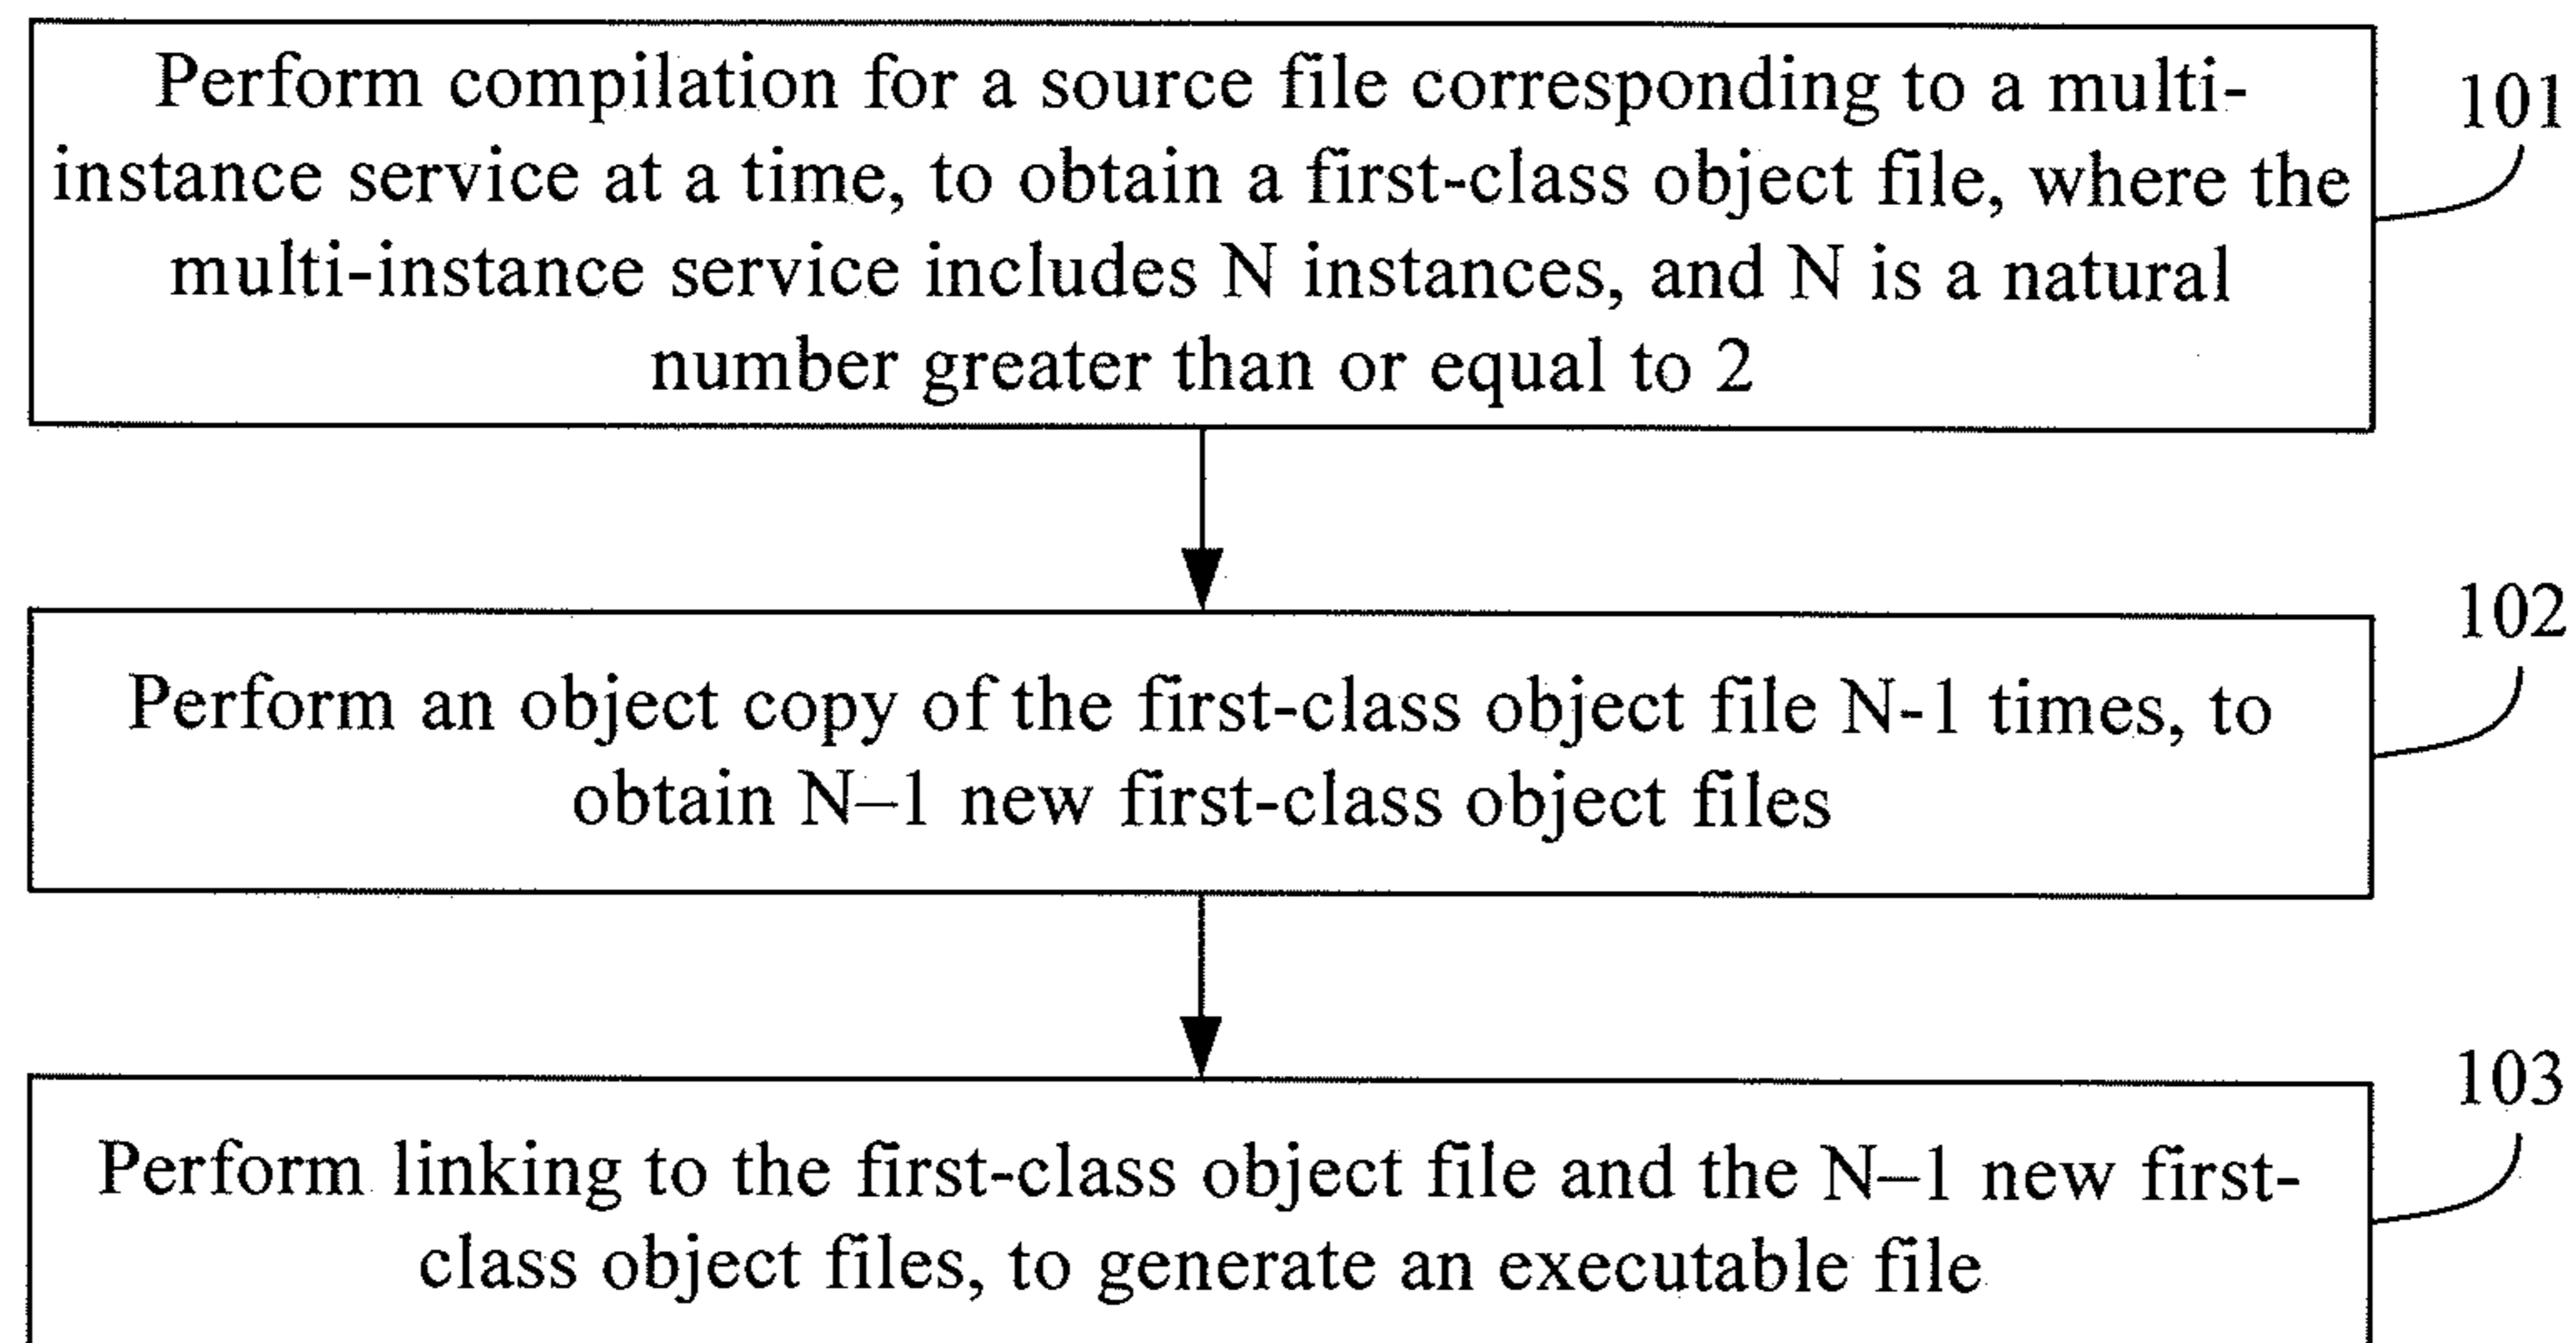 Perform compilation for a source file corresponding to a multi-
instance service at a time, to obtain a first-class object file, where the
multi-instance service includes N instances, and N is a natural
number greater than or equal to 2
101
Perform an object copy of the first-class object file N-1 times, to
obtain N–1 new first-class object files
102
Perform linking to the first-class object file and the N–1 new first-
class object files, to generate an executable file
103